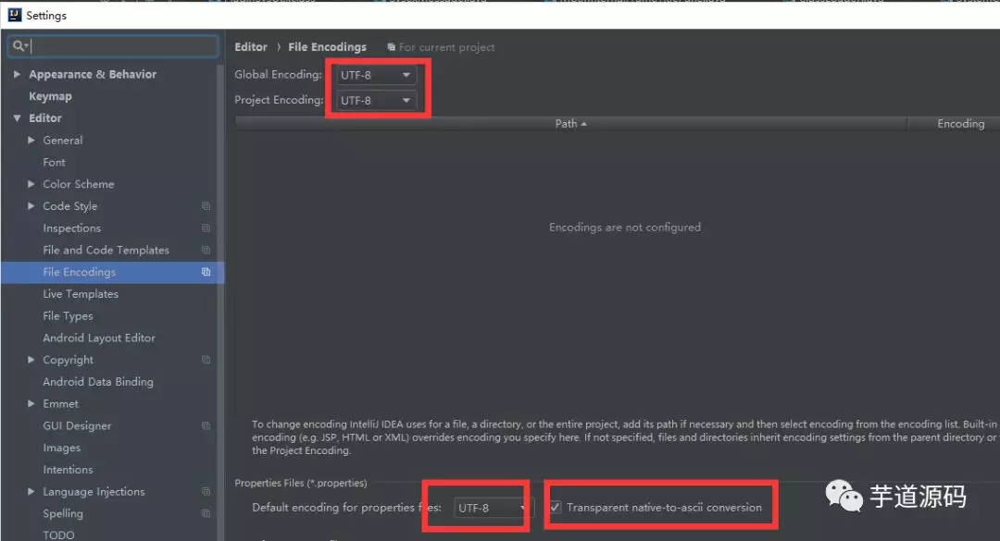 Settings
Editor › File Encodings For current project
Global Encoding: UTF-8
Project Encoding: UTF-8
Path Encoding
Encodings are not configured
Appearance & Behavior
Keymap
Editor
General
Font
Color Scheme
Code Style
Inspections
File and Code Templates
File Encodings
Live Templates
File Types
Android Layout Editor
Copyright
Android Data Binding
Emmet
GUI Designer
Images
Intentions
Language Injections
Spelling
TODO
To change encoding IntelliJ IDEA uses for a file, a directory, or the entire project, add its path if necessary and then select encoding from the encoding list. Built-in
encoding (e.g. JSP, HTML or XML) overrides encoding you specify here. If not specified, files and directories inherit encoding settings from the parent directory or
the Project Encoding.
Properties Files (*.properties)
Default encoding for properties files: UTF-8 Transparent native-to-ascii conversion
芋道源码